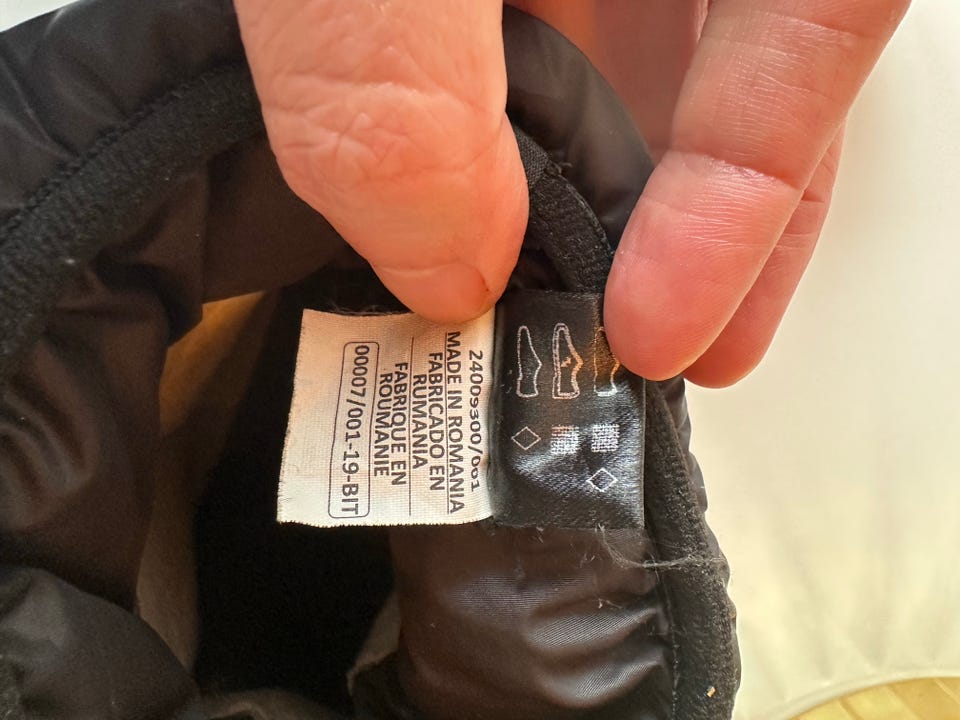 24009300/001
MADE IN ROMANIA
FABRICADO EN
RUMANIA
FABRIQUE EN
ROUMANIE
00007/001-19-BIT